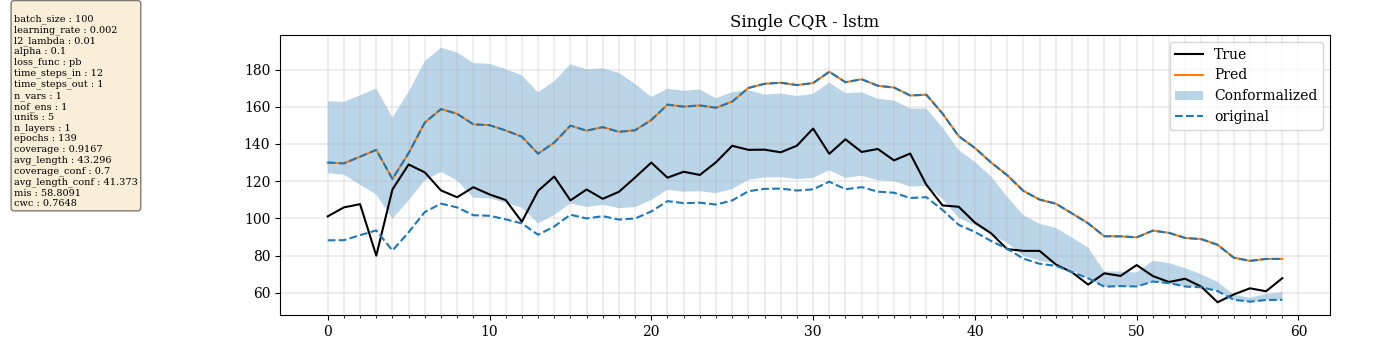 batch_size : 100
learning_rate : 0.002
l2_lambda : 0.01
alpha : 0.1
loss_func : pb
time_steps_in : 12
time_steps_out : 1
n_vars : 1
nof_ens : 1
units : 5
n_layers : 1
epochs : 139
coverage : 0.9167
avg_length : 43.296
coverage_conf : 0.7
avg_length_conf : 41.373
mis : 58.8091
cwc : 0.7648
Single CQR - lstm
True
Pred
Conformalized
original
180
160
140
120
100
80
60
0 10 20 30 40 50 60